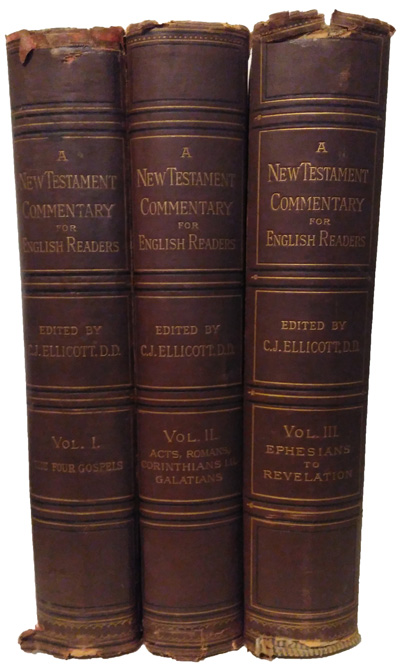 A
NEW TESTAMENT
COMMENTARY
FOR
ENGLISH READERS
EDITED BY
C.J. ELLICOTT, D.D.
VOL. I.
FOUR GOSPELS
A
NEW TESTAMENT
COMMENTARY
FOR
ENGLISH READERS
EDITED BY
C.J. ELLICOTT, D.D.
VOL. II.
ACTS, ROMANS,
CORINTHIANS I.II.
GALATIANS
A
NEW TESTAMENT
COMMENTARY
FOR
ENGLISH READERS
EDITED BY
C.J. ELLICOTT, D.D.
VOL. III.
EPHESIANS
TO
REVELATION